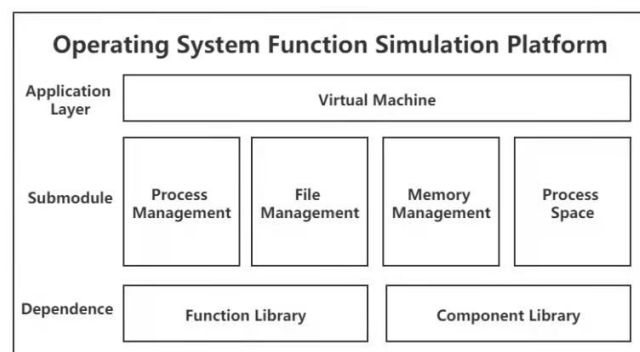 Operating System Function Simulation Platform
Application
Layer
Virtual Machine
Submodule
Process
Management
File
Management
Memory
Management
Process
Space
Dependence
Function Library
Component Library